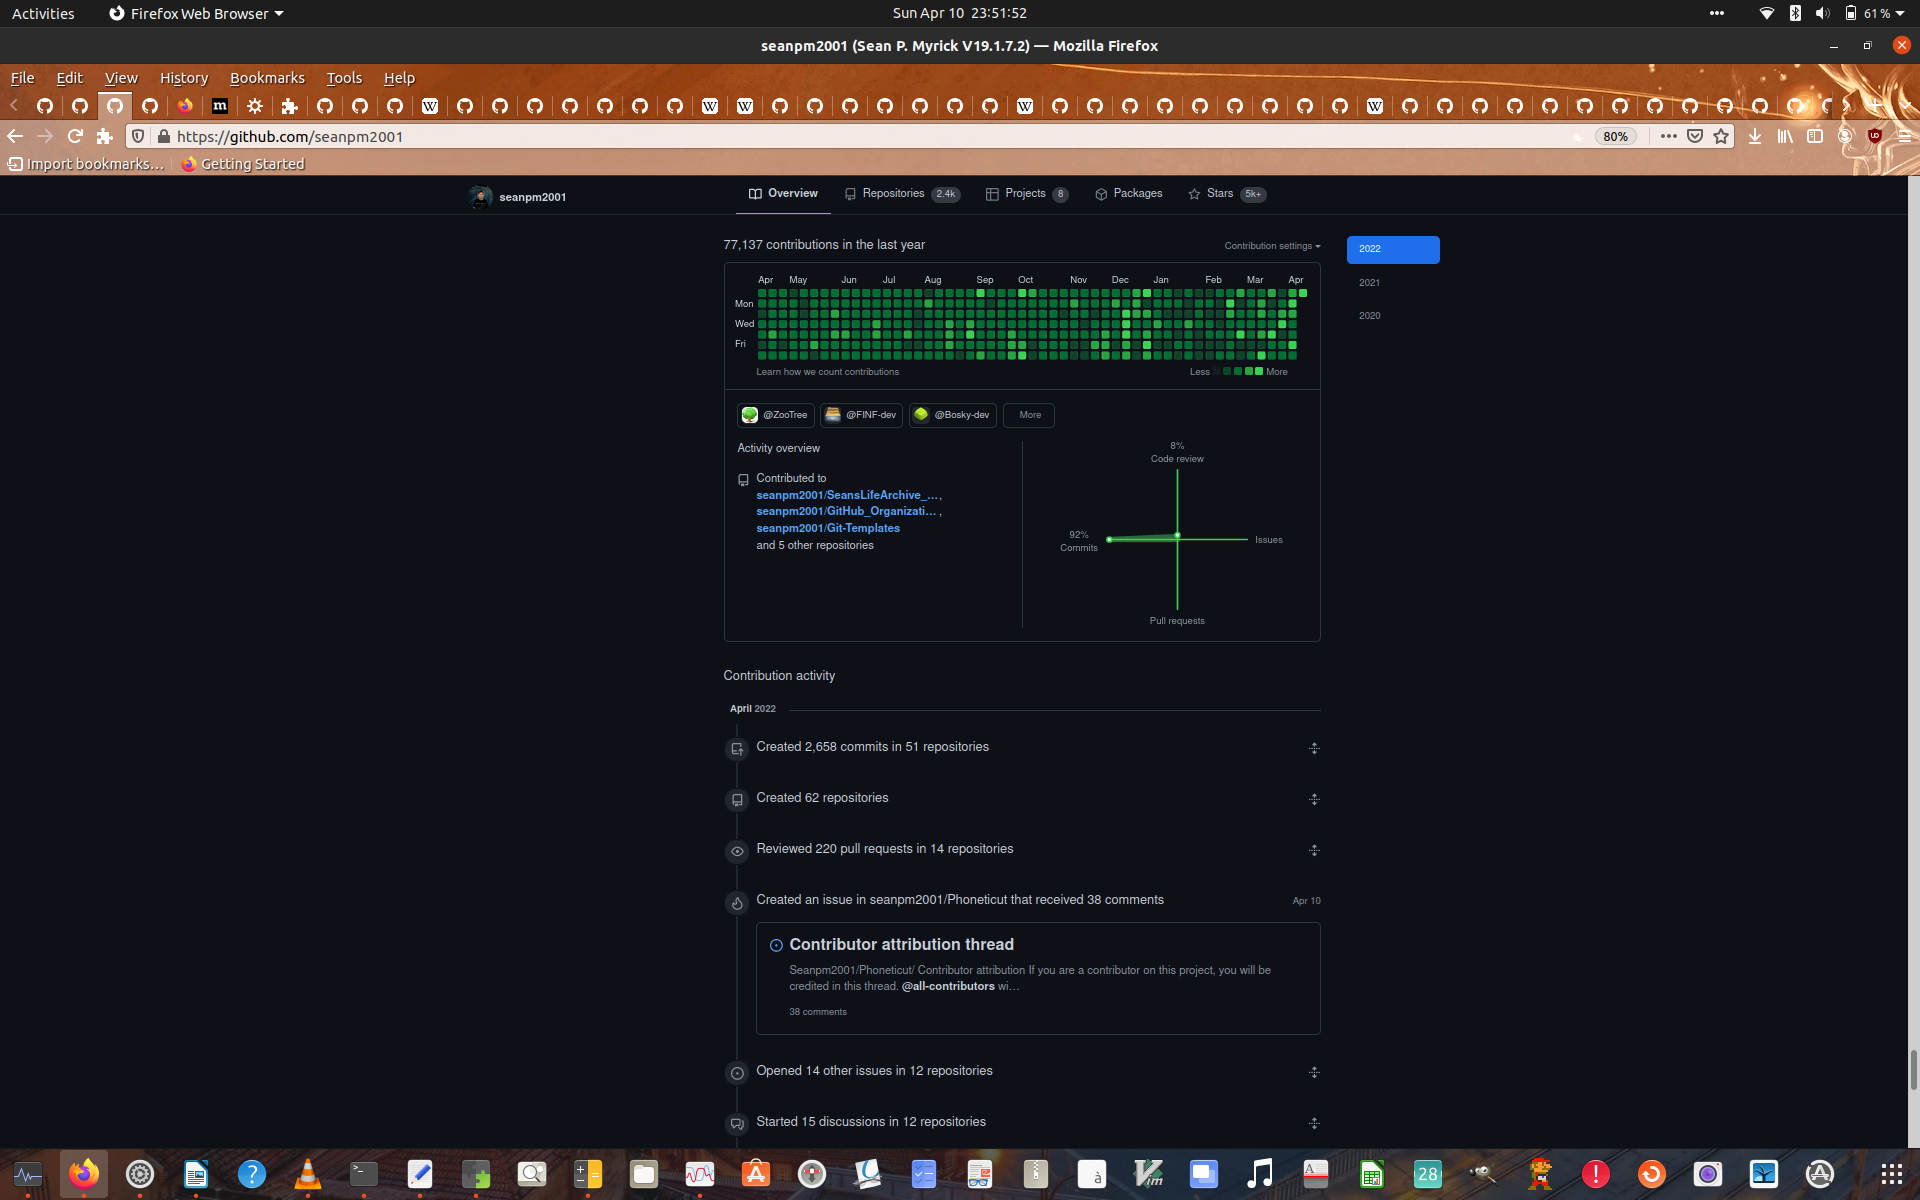 Activities
Firefox Web Browser
Sun Apr 10 23:51:52
61 %
seanpm2001 (Sean P. Myrick V19.1.7.2) — Mozilla Firefox
File Edit View History Bookmarks Tools Help
https://github.com/seanpm2001
80%
Import bookmarks…
Getting Started
seanpm2001
Overview
Repositories 2.4k
Projects 8
Packages
Stars 5k+
77,137 contributions in the last year
Contribution settings
2022
2021
2020
Apr May Jun Jul Aug Sep Oct Nov Dec Jan Feb Mar Apr
Mon
Wed
Fri
Learn how we count contributions
Less More
@ZooTree
@FINF-dev
@Bosky-dev
More
Activity overview
Contributed to
seanpm2001/SeansLifeArchive_…,
seanpm2001/GitHub_Organizati… ,
seanpm2001/Git-Templates
and 5 other repositories
8%
Code review
92%
Commits
Issues
Pull requests
Contribution activity
April 2022
Created 2,658 commits in 51 repositories
Created 62 repositories
Reviewed 220 pull requests in 14 repositories
Created an issue in seanpm2001/Phoneticut that received 38 comments
Apr 10
Contributor attribution thread
Seanpm2001/Phoneticut/ Contributor attribution If you are a contributor on this project, you will be
credited in this thread. @all-contributors wi…
38 comments
Opened 14 other issues in 12 repositories
Started 15 discussions in 12 repositories
28